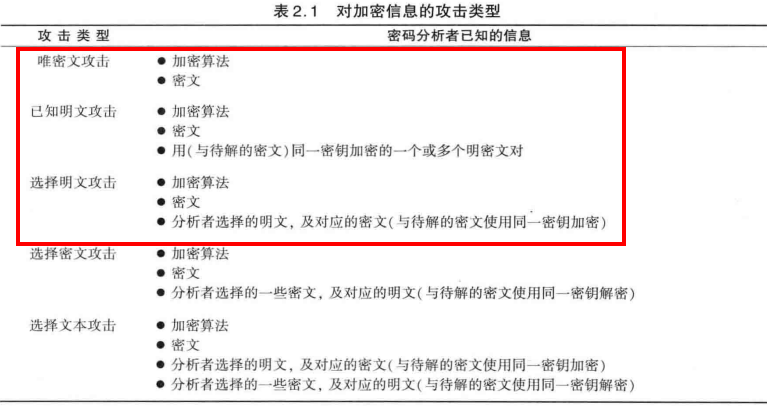 表2.1 对加密信息的攻击类型
攻击类型 密码分析者已知的信息
唯密文攻击 ● 加密算法
● 密文
已知明文攻击 ● 加密算法
● 密文
● 用(与待解的密文)同一密钥加密的一个或多个明密文对
选择明文攻击 ● 加密算法
● 密文
● 分析者选择的明文, 及对应的密文(与待解的密文使用同一密钥加密)
选择密文攻击 ● 加密算法
● 密文
● 分析者选择的一些密文, 及对应的明文(与待解的密文使用同一密钥解密)
选择文本攻击 ● 加密算法
● 密文
● 分析者选择的明文, 及对应的密文(与待解的密文使用同一密钥加密)
● 分析者选择的一些密文, 及对应的明文(与待解的密文使用同一密钥解密)